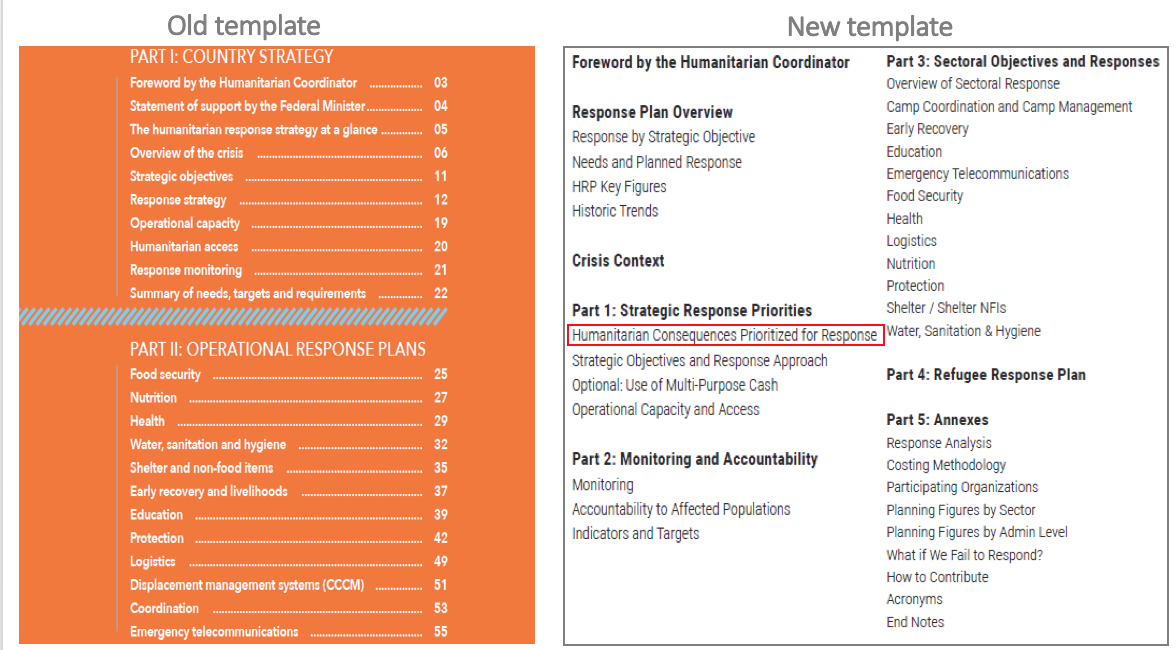 Old template
PART I: COUNTRY STRATEGY
Foreword by the Humanitarian Coordinator ................. 03
Statement of support by the Federal Minister.................. 04
The humanitarian response strategy at a glance ............. 05
Overview of the crisis .................................................... 06
Strategic objectives ....................................................... 11
Response strategy ......................................................... 12
Operational capacity ..................................................... 19
Humanitarian access ..................................................... 20
Response monitoring .................................................... 21
Summary of needs, targets and requirements .............. 22
PART II: OPERATIONAL RESPONSE PLANS
Food security ................................................................. 25
Nutrition ......................................................................... 27
Health ............................................................................. 29
Water, sanitation and hygiene ....................................... 32
Shelter and non-food items ........................................... 35
Early recovery and livelihoods ...................................... 37
Education ....................................................................... 39
Protection ....................................................................... 42
Logistics ......................................................................... 49
Displacement management systems (CCCM) ............... 51
Coordination .................................................................. 53
Emergency telecommunications .................................... 55
New template
Foreword by the Humanitarian Coordinator
Response Plan Overview
Response by Strategic Objective
Needs and Planned Response
HRP Key Figures
Historic Trends
Crisis Context
Part 1: Strategic Response Priorities
Humanitarian Consequences Prioritized for Response
Strategic Objectives and Response Approach
Optional: Use of Multi-Purpose Cash
Operational Capacity and Access
Part 2: Monitoring and Accountability
Monitoring
Accountability to Affected Populations
Indicators and Targets
Part 3: Sectoral Objectives and Responses
Overview of Sectoral Response
Camp Coordination and Camp Management
Early Recovery
Education
Emergency Telecommunications
Food Security
Health
Logistics
Nutrition
Protection
Shelter / Shelter NFIs
Water, Sanitation & Hygiene
Part 4: Refugee Response Plan
Part 5: Annexes
Response Analysis
Costing Methodology
Participating Organizations
Planning Figures by Sector
Planning Figures by Admin Level
What if We Fail to Respond?
How to Contribute
Acronyms
End Notes